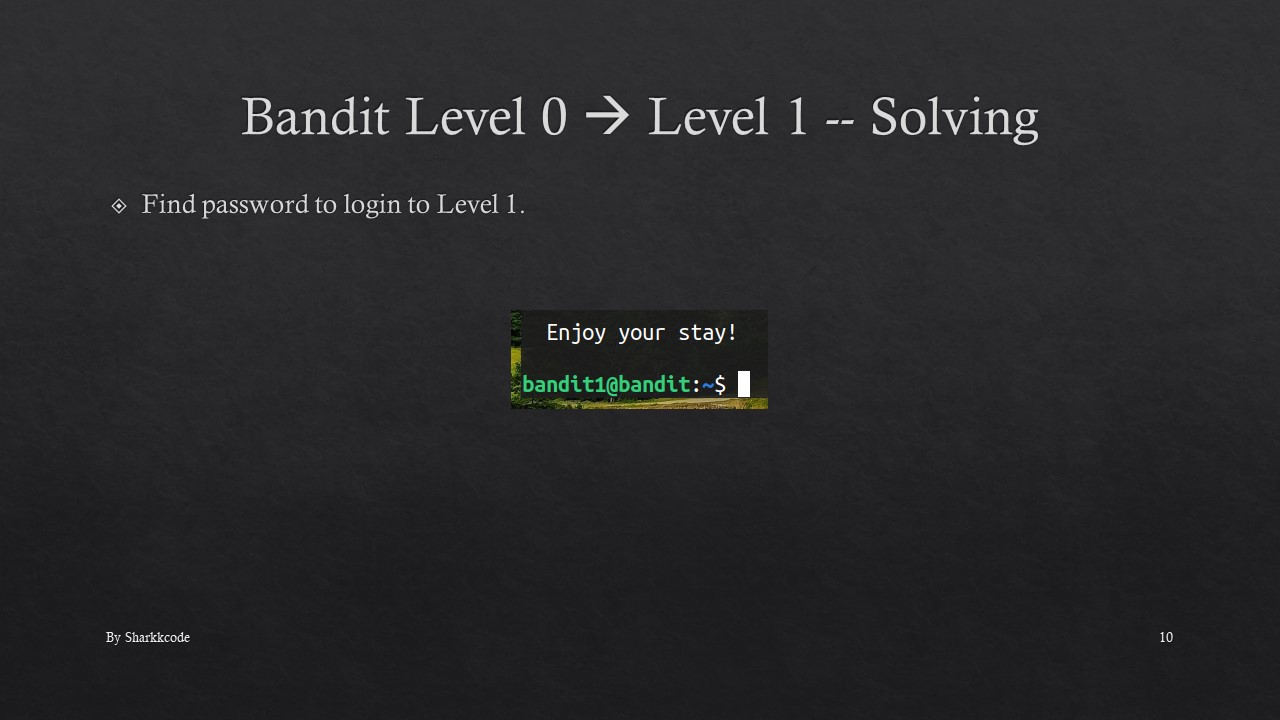 Bandit Level 0 → Level 1 -- Solving
Find password to login to Level 1.
Enjoy your stay!
bandit1@bandit:~$
By Sharkkcode
10